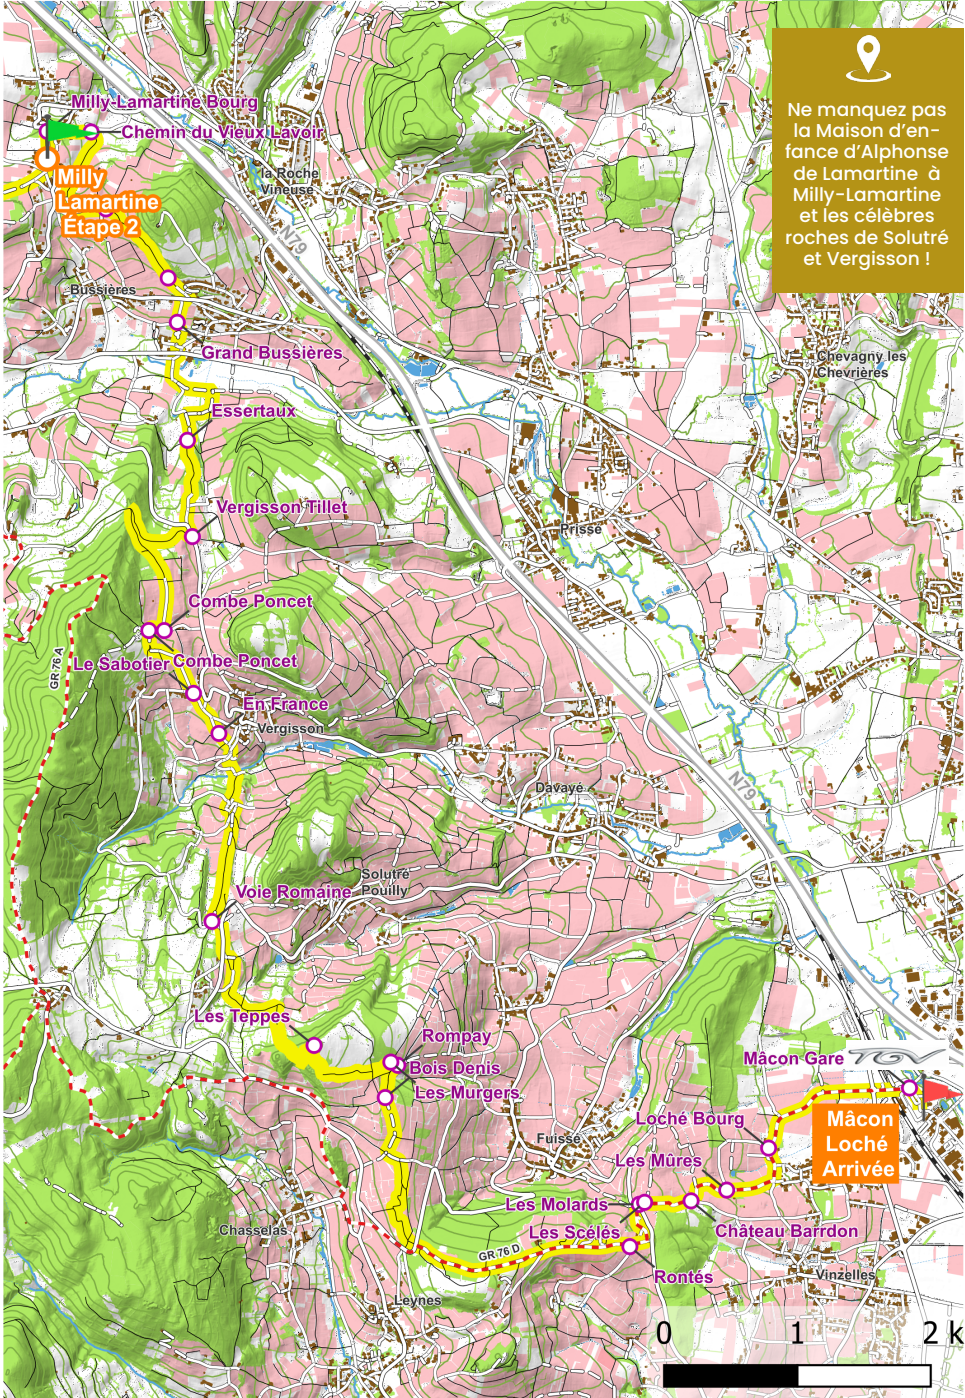 Ne manquez pas
la Maison d'en-
fance d'Alphonse
de Lamartine à
Milly-Lamartine
et les célèbres
roches de Solutré
et Vergisson !
Milly-Lamartine Bourg
Chemin du Vieux Lavoir
Milly
Lamartine
Étape 2
la Roche
Vineuse
N79
Bussières
Grand Bussières
Chevagny les
Chevrières
Essertaux
Vergisson Tillet
Prissé
Combe Poncet
GR 76 A
Le Sabotier
Combe Poncet
En France
Vergisson
N79
Davayé
Solutré
Pouilly
Voie Romaine
Les Teppes
Rompay
Bois Denis
Les Murgers
Mâcon Gare
TGV
Mâcon
Loché
Arrivée
Loché Bourg
Fuissé
Les Mûres
Les Molards
Les Scélés
Château Barrdon
Chasselas
GR 76 D
Rontés
Vinzelles
Leynes
0 1 2 k